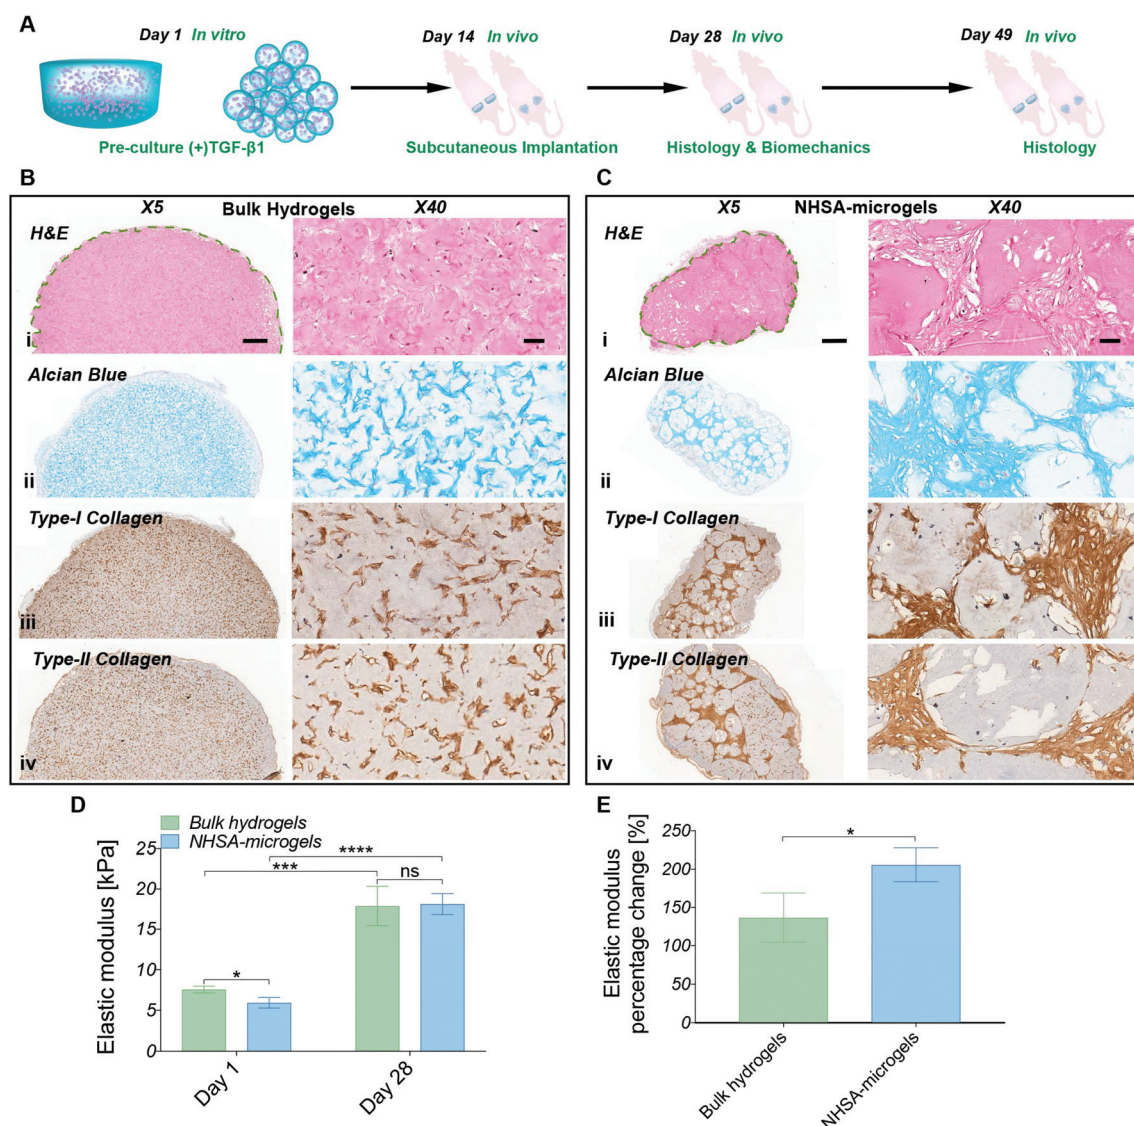 A
Day 1 In vitro
Day 14 In vivo
Day 28 In vivo
Day 49 In vivo
Pre-culture (+)TGF-β1
Subcutaneous Implantation
Histology & Biomechanics
Histology
B
X5 Bulk Hydrogels X40
H&E
i
Alcian Blue
ii
Type-I Collagen
iii
Type-II Collagen
iv
C
X5 NHSA-microgels X40
H&E
i
Alcian Blue
ii
Type-I Collagen
iii
Type-II Collagen
iv
D
Bulk hydrogels
NHSA-microgels
Elastic modulus [kPa]
25
20
15
10
5
0
****
***
ns
*
Day 1
Day 28
E
Elastic modulus
percentage change [%]
250
200
150
100
50
0
*
Bulk hydrogels
NHSA-microgels